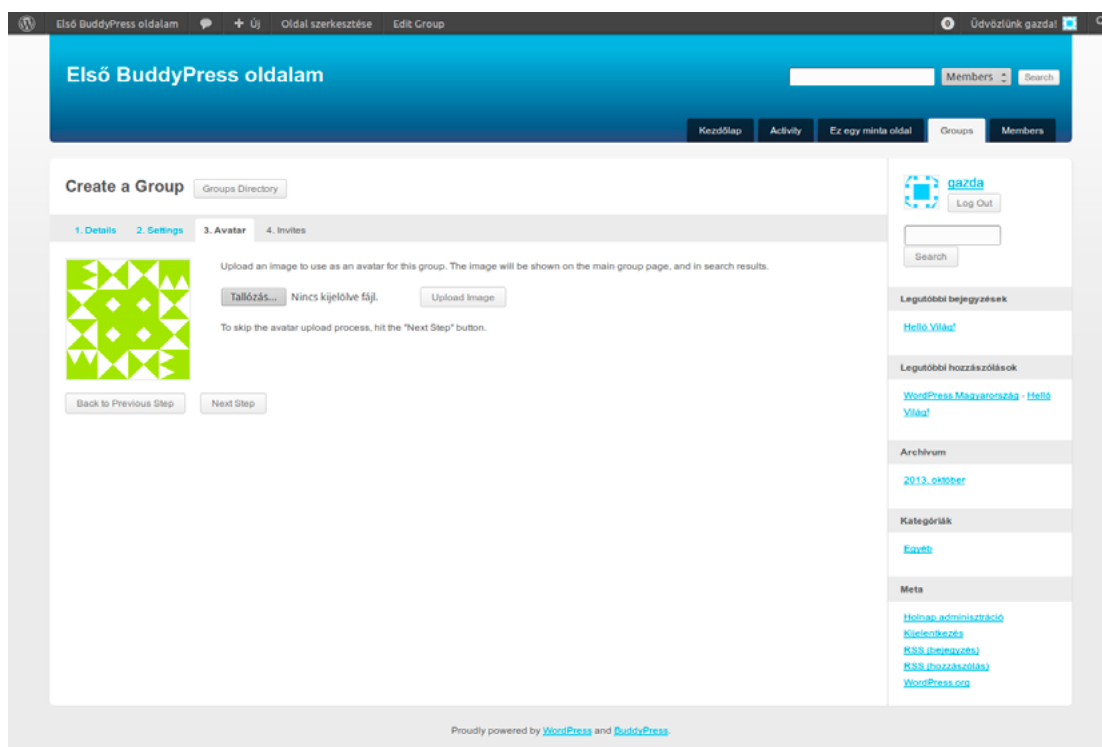 Első BuddyPress oldalam
Új
Oldal szerkesztése
Edit Group
0
Üdvözlünk gazda!
Első BuddyPress oldalam
Members
Search
Kezdőlap
Activity
Ez egy minta oldal
Groups
Members
Create a Group
Groups Directory
1. Details
2. Settings
3. Avatar
4. Invites
Upload an image to use as an avatar for this group. The image will be shown on the main group page, and in search results.
Tallózás... Nincs kijelölve fájl.
Upload Image
To skip the avatar upload process, hit the "Next Step" button.
Back to Previous Step
Next Step
gazda
Log Out
Search
Legutóbbi bejegyzések
Helló Világ!
Legutóbbi hozzászólások
WordPress Magyarország - Helló
Világ!
Archívum
2013. október
Kategóriák
Egyéb
Meta
Honlap adminisztráció
Kijelentkezés
RSS (bejegyzés)
RSS (hozzászólás)
WordPress.org
Proudly powered by WordPress and BuddyPress.